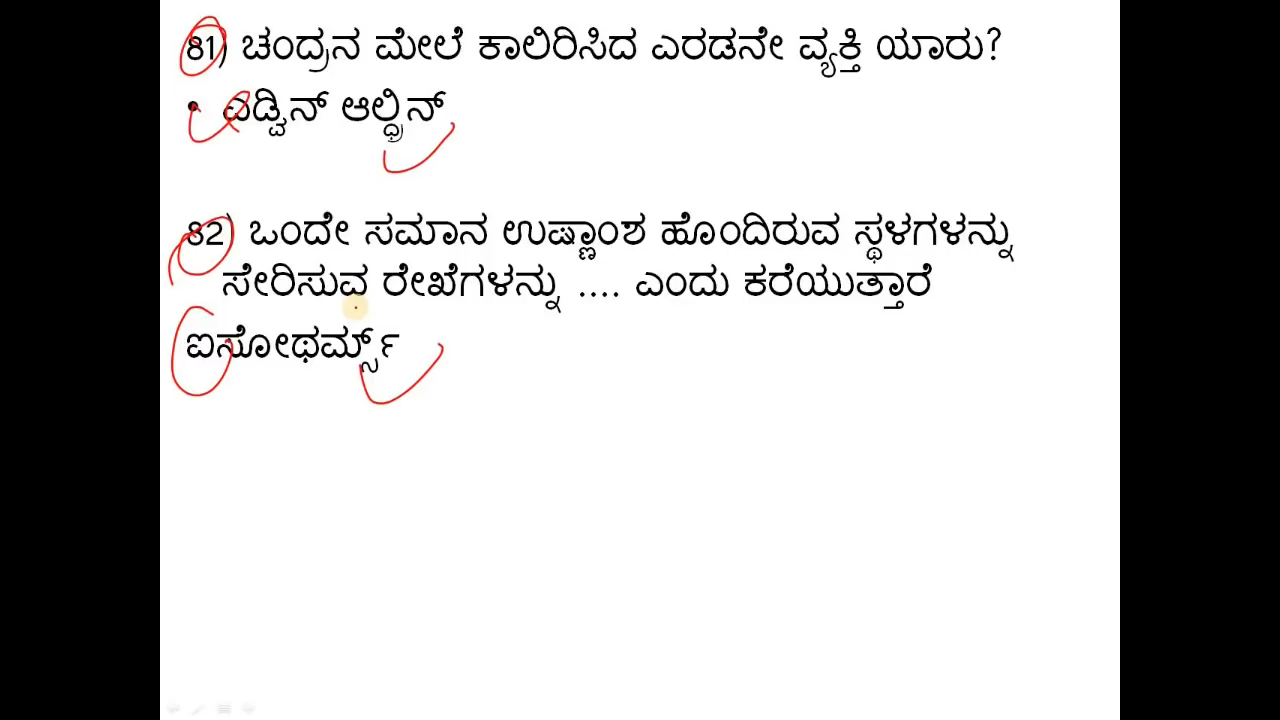 81) ಚಂದ್ರನ ಮೇಲೆ ಕಾಲಿರಿಸಿದ ಎರಡನೇ ವ್ಯಕ್ತಿ ಯಾರು?
• ಎಡ್ವಿನ್ ಆಲ್ಡ್ರಿನ್
82) ಒಂದೇ ಸಮಾನ ಉಷ್ಣಾಂಶ ಹೊಂದಿರುವ ಸ್ಥಳಗಳನ್ನು
ಸೇರಿಸುವ ರೇಖೆಗಳನ್ನು .... ಎಂದು ಕರೆಯುತ್ತಾರೆ
ಐಸೋಥರ್ಮ್ಸ್